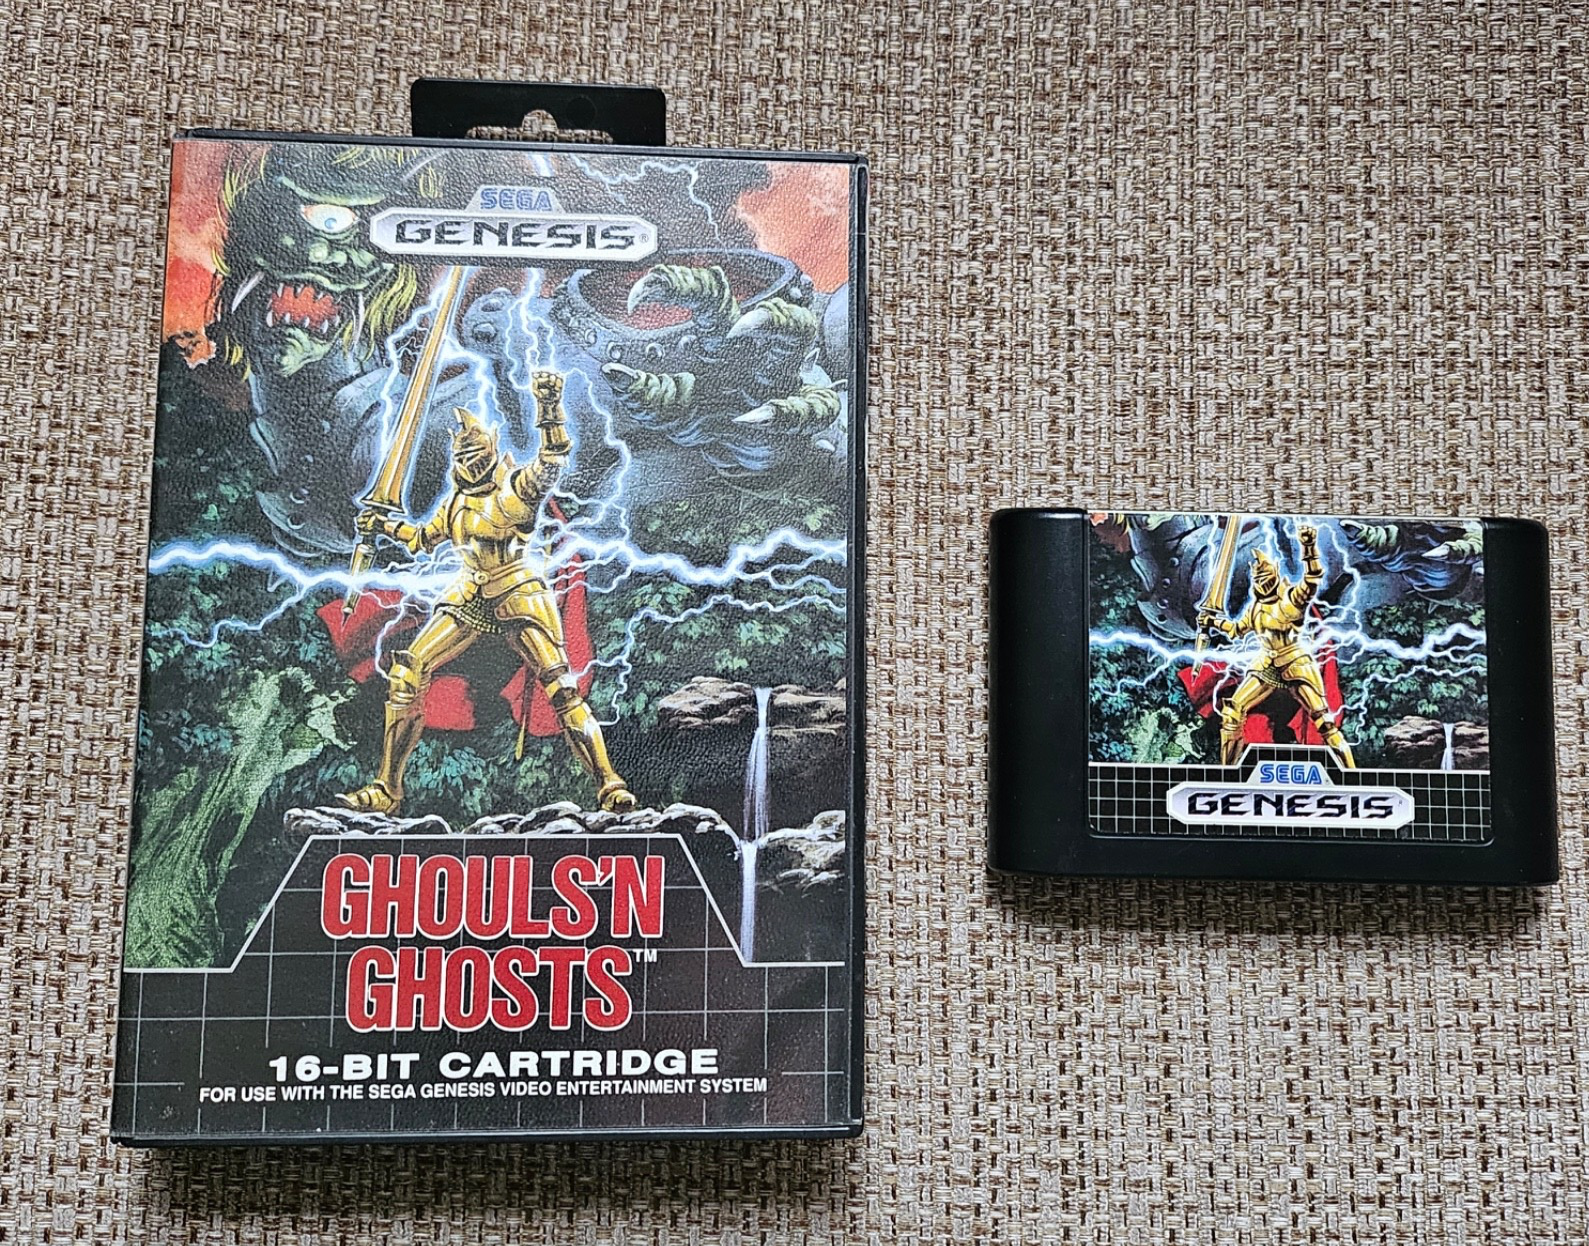 SEGA
GENESIS®
GHOULS'N
GHOSTS™
16-BIT CARTRIDGE
FOR USE WITH THE SEGA GENESIS VIDEO ENTERTAINMENT SYSTEM
SEGA
GENESIS